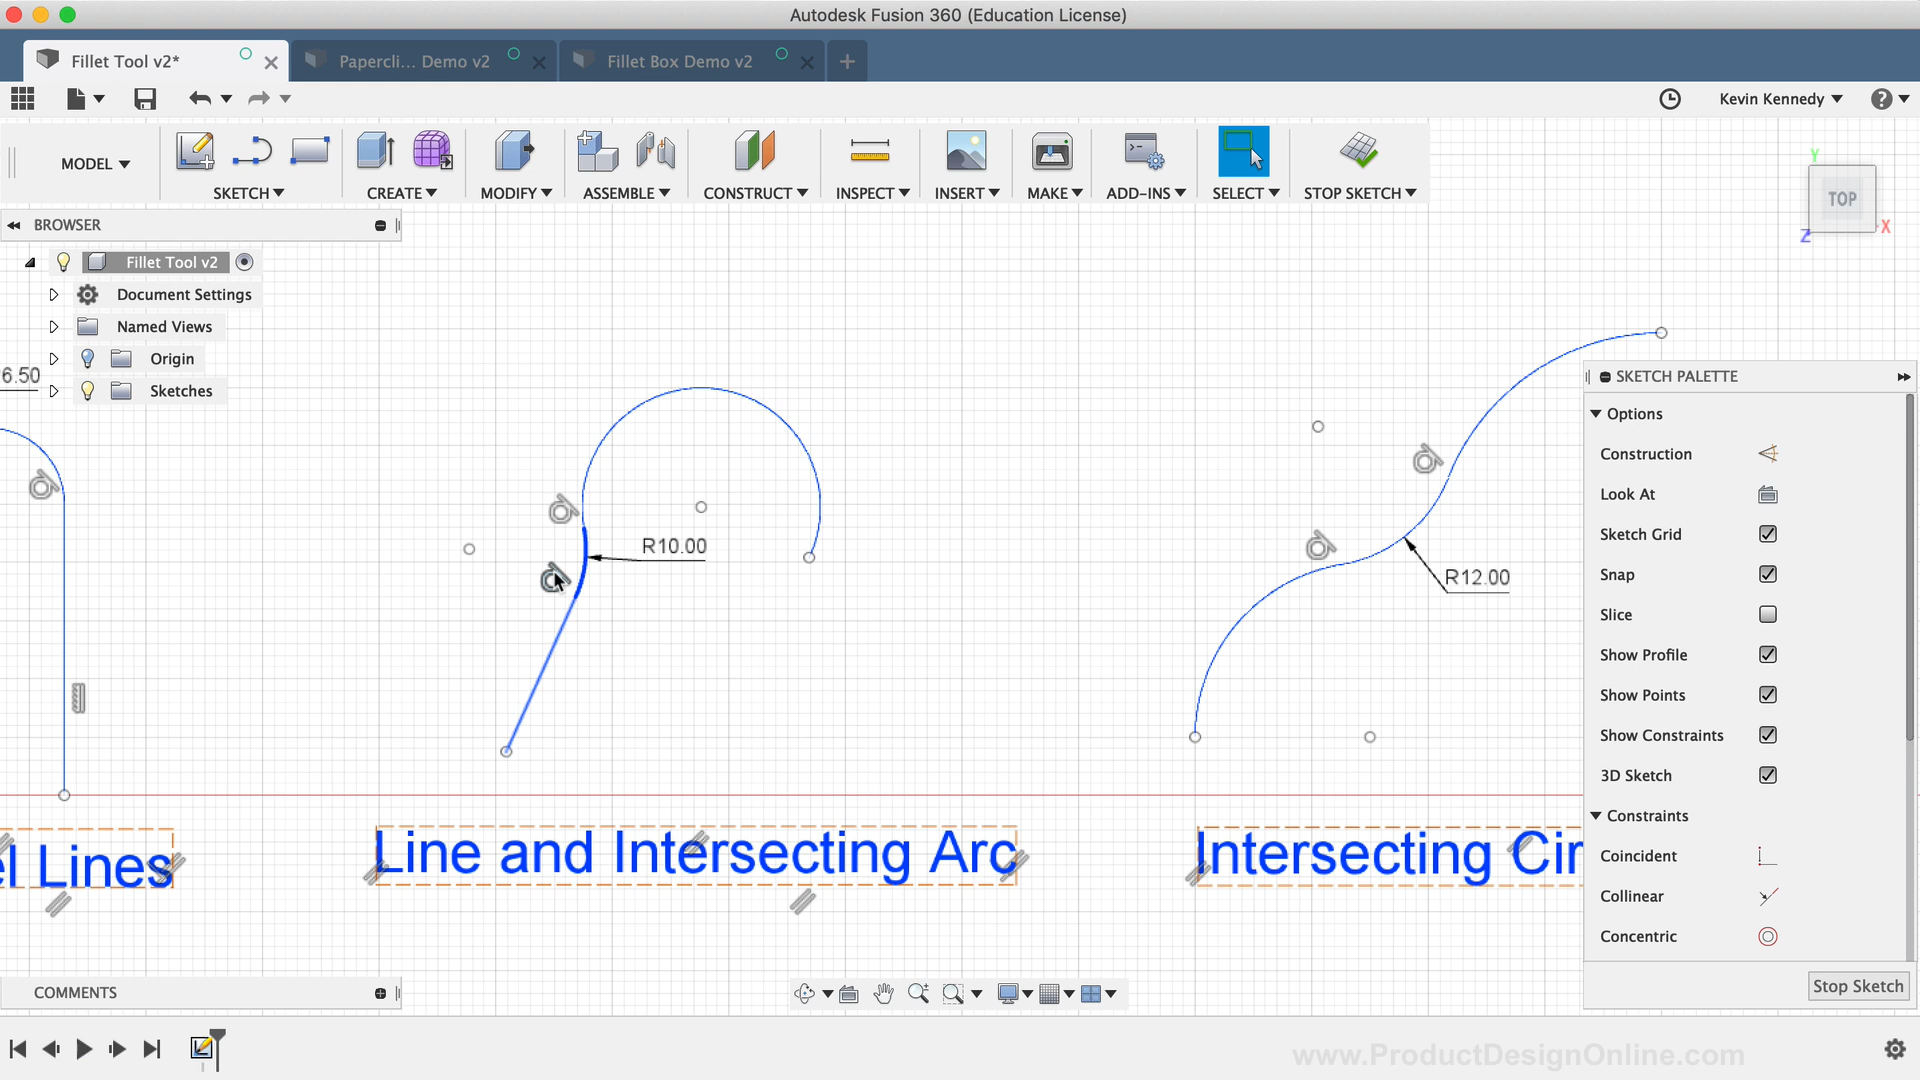 Autodesk Fusion 360 (Education License)
Fillet Tool v2*
Papercli... Demo v2
Fillet Box Demo v2
Kevin Kennedy
MODEL
SKETCH
CREATE
MODIFY
ASSEMBLE
CONSTRUCT
INSPECT
INSERT
MAKE
ADD-INS
SELECT
STOP SKETCH
Y
TOP
X
Z
BROWSER
Fillet Tool v2
Document Settings
Named Views
Origin
Sketches
6.50
R10.00
R12.00
SKETCH PALETTE
Options
Construction
Look At
Sketch Grid
Snap
Slice
Show Profile
Show Points
Show Constraints
3D Sketch
Constraints
Coincident
Collinear
Concentric
Stop Sketch
el Lines
Line and Intersecting Arc
Intersecting Cir
COMMENTS
www.ProductDesignOnline.com